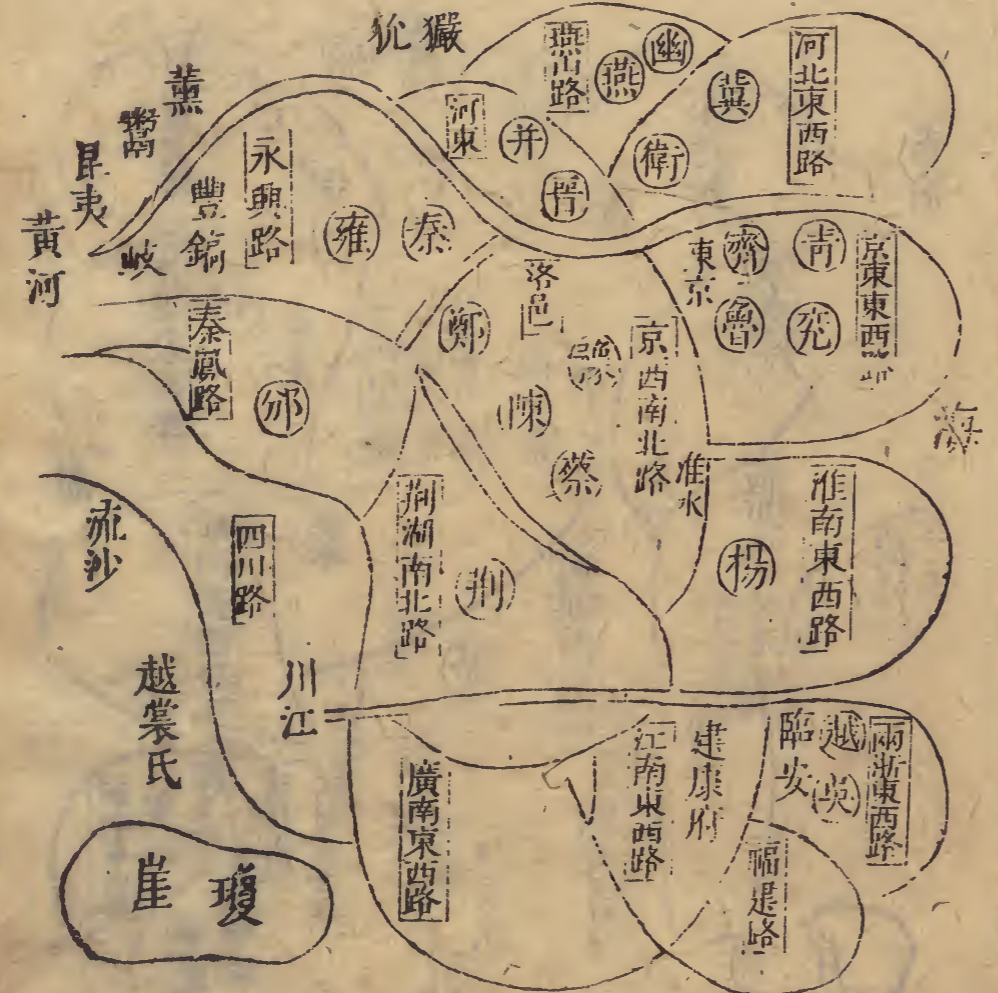 玁狁
河北東西路
冀
幽
燕
燕山路
衛
并
河東
晉
薰鬻
昆夷
黃河
岐
豐鎬
永興路
雍
秦
青
兖
齊
魯
東京
京東東西路
海
洛邑
鄭
陳
蔡
京西南北路
淮水
秦鳳路
邠
淮南東西路
揚
荆湖南北路
荆
四川路
流沙
川江
越裳氏
兩浙東西路
越
吳
臨安
建康府
江南東西路
福建路
廣南東西路
瓊
崖